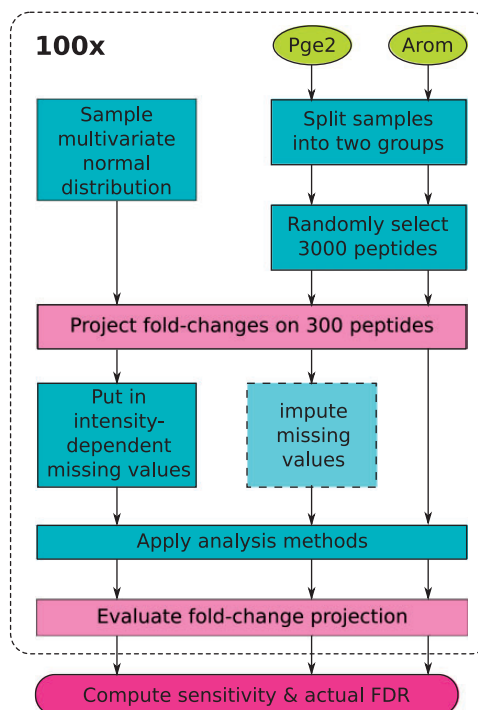 100x
Pge2
Arom
Sample
multivariate
normal
distribution
Split samples
into two groups
Randomly select
3000 peptides
Project fold-changes on 300 peptides
Put in
intensity-
dependent
missing values
impute
missing
values
Apply analysis methods
Evaluate fold-change projection
Compute sensitivity & actual FDR